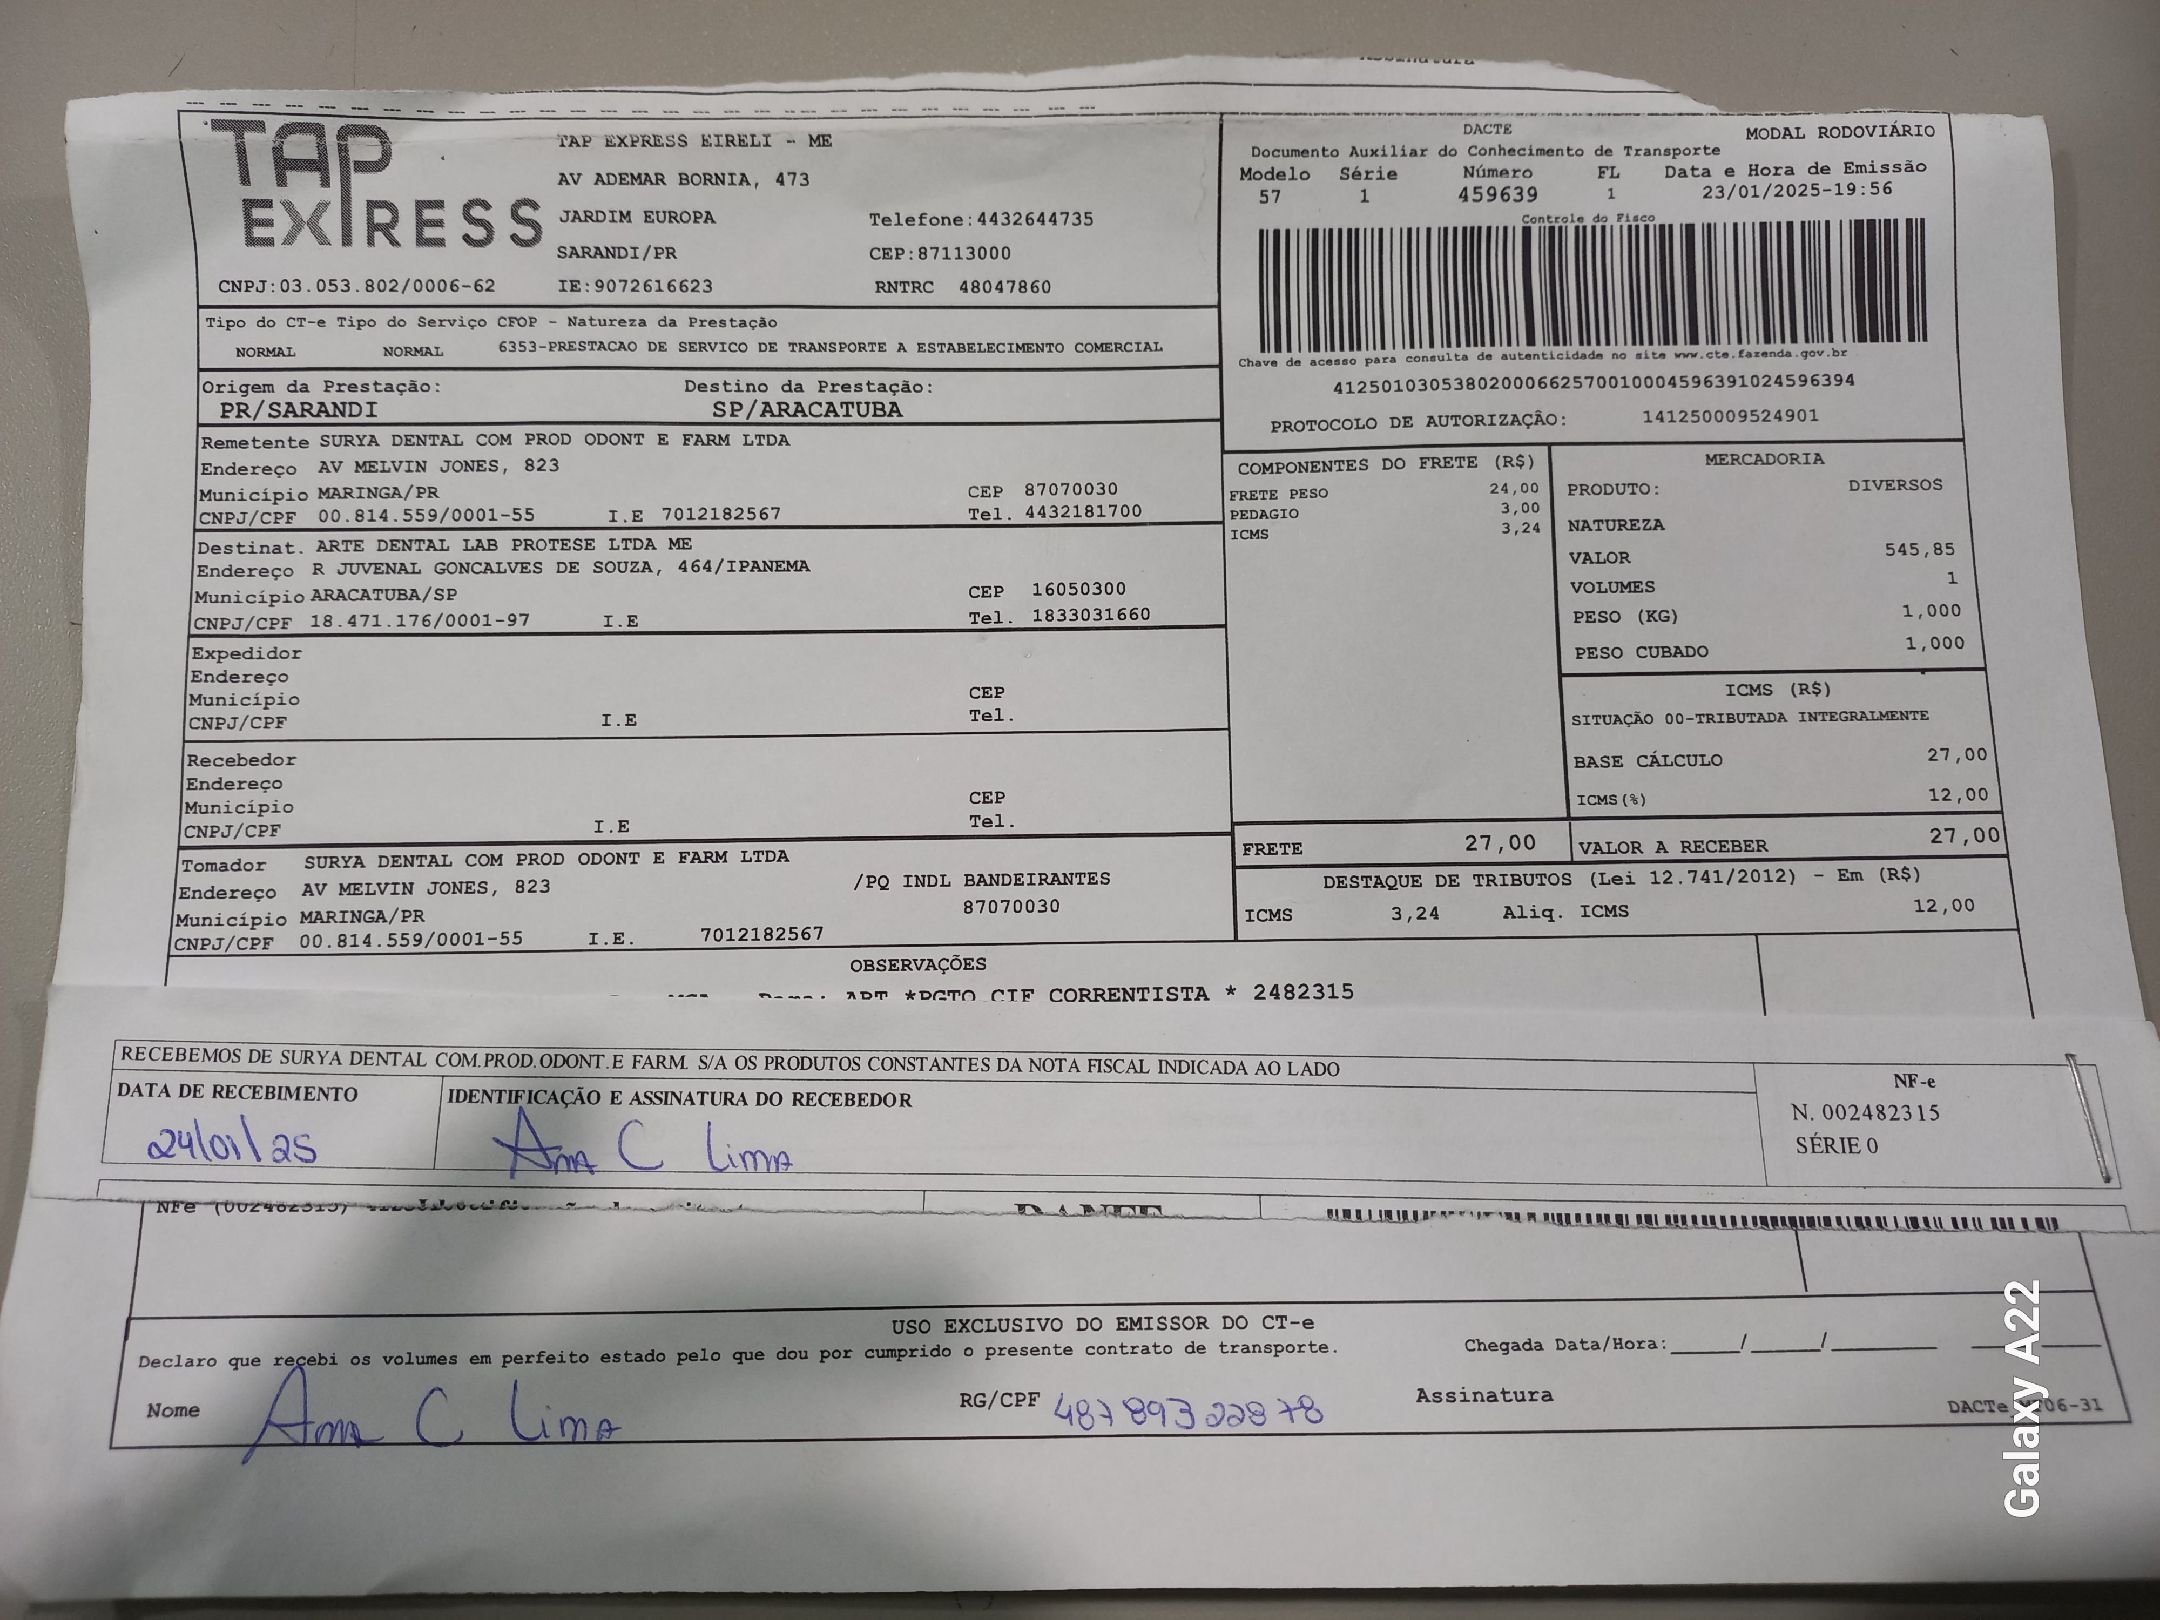 TAP EXPRESS
TAP EXPRESS EIRELI - ME
AV ADEMAR BORNIA, 473
JARDIM EUROPA Telefone:4432644735
SARANDI/PR CEP:87113000
CNPJ:03.053.802/0006-62 IE:9072616623 RNTRC 48047860
DACTE MODAL RODOVIÁRIO
Documento Auxiliar do Conhecimento de Transporte
Modelo Série Número FL Data e Hora de Emissão
57 1 459639 1 23/01/2025-19:56
Controle do Fisco
Chave de acesso para consulta de autenticidade no site www.cte.fazenda.gov.br
41250103053802000662570010004596391024596394
PROTOCOLO DE AUTORIZAÇÃO: 141250009524901
Tipo do CT-e Tipo do Serviço CFOP - Natureza da Prestação
NORMAL NORMAL 6353-PRESTACAO DE SERVICO DE TRANSPORTE A ESTABELECIMENTO COMERCIAL
Origem da Prestação: Destino da Prestação:
PR/SARANDI SP/ARACATUBA
Remetente SURYA DENTAL COM PROD ODONT E FARM LTDA
Endereço AV MELVIN JONES, 823
Município MARINGA/PR CEP 87070030
CNPJ/CPF 00.814.559/0001-55 I.E 7012182567 Tel. 4432181700
Destinat. ARTE DENTAL LAB PROTESE LTDA ME
Endereço R JUVENAL GONCALVES DE SOUZA, 464/IPANEMA
Município ARACATUBA/SP CEP 16050300
CNPJ/CPF 18.471.176/0001-97 I.E Tel. 1833031660
Expedidor
Endereço
Município CEP
CNPJ/CPF I.E Tel.
Recebedor
Endereço
Município CEP
CNPJ/CPF I.E Tel.
Tomador SURYA DENTAL COM PROD ODONT E FARM LTDA
Endereço AV MELVIN JONES, 823 /PQ INDL BANDEIRANTES
Município MARINGA/PR 87070030
CNPJ/CPF 00.814.559/0001-55 I.E. 7012182567
COMPONENTES DO FRETE (R$)
FRETE PESO 24,00
PEDAGIO 3,00
ICMS 3,24
MERCADORIA
PRODUTO: DIVERSOS
NATUREZA
VALOR 545,85
VOLUMES 1
PESO (KG) 1,000
PESO CUBADO 1,000
ICMS (R$)
SITUAÇÃO 00-TRIBUTADA INTEGRALMENTE
BASE CÁLCULO 27,00
ICMS(%) 12,00
FRETE 27,00 VALOR A RECEBER 27,00
DESTAQUE DE TRIBUTOS (Lei 12.741/2012) - Em (R$)
ICMS 3,24 Aliq. ICMS 12,00
OBSERVAÇÕES
*PGTO CIF CORRENTISTA * 2482315
RECEBEMOS DE SURYA DENTAL COM.PROD.ODONT.E FARM. S/A OS PRODUTOS CONSTANTES DA NOTA FISCAL INDICADA AO LADO
DATA DE RECEBIMENTO IDENTIFICAÇÃO E ASSINATURA DO RECEBEDOR
24/01/25 Ana C Lima
NF-e
N. 002482315
SÉRIE 0
NFe (002482315)
USO EXCLUSIVO DO EMISSOR DO CT-e
Declaro que recebi os volumes em perfeito estado pelo que dou por cumprido o presente contrato de transporte. Chegada Data/Hora:______/______/_________
Nome Ana C Lima RG/CPF 48789322878 Assinatura
Galaxy A22